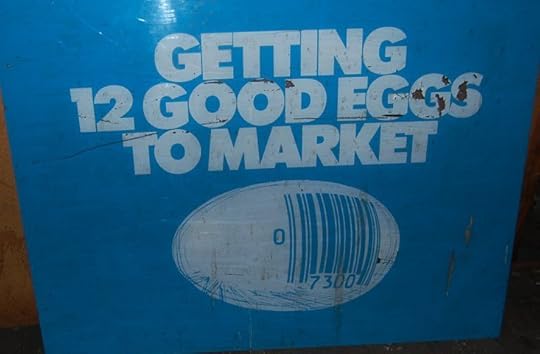 GETTING
12 GOOD EGGS
TO MARKET
0
7300